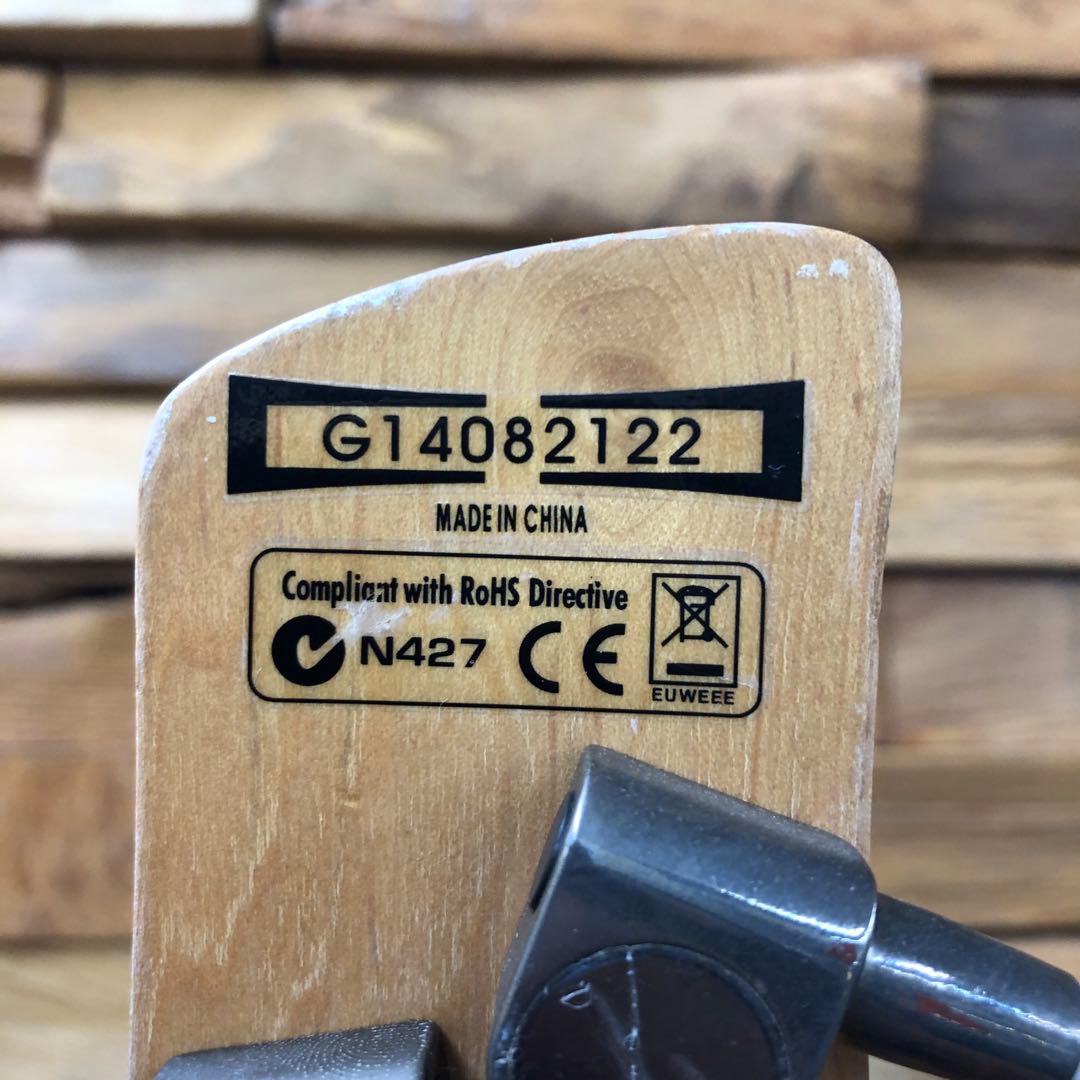 G14082122
MADE IN CHINA
Compliant with RoHS Directive
N427 CE
EUWEEE